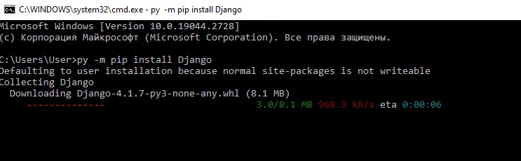 C:\WINDOWS\system32\cmd.exe - py -m pip install Django
Microsoft Windows [Version 10.0.19044.2728]
(c) Корпорация Майкрософт (Microsoft Corporation). Все права защищены.
C:\Users\User>py -m pip install Django
Defaulting to user installation because normal site-packages is not writeable
Collecting Django
Downloading Django-4.1.7-py3-none-any.whl (8.1 MB)
-------------- 3.0/8.1 MB 968.3 kB/s eta 0:00:06